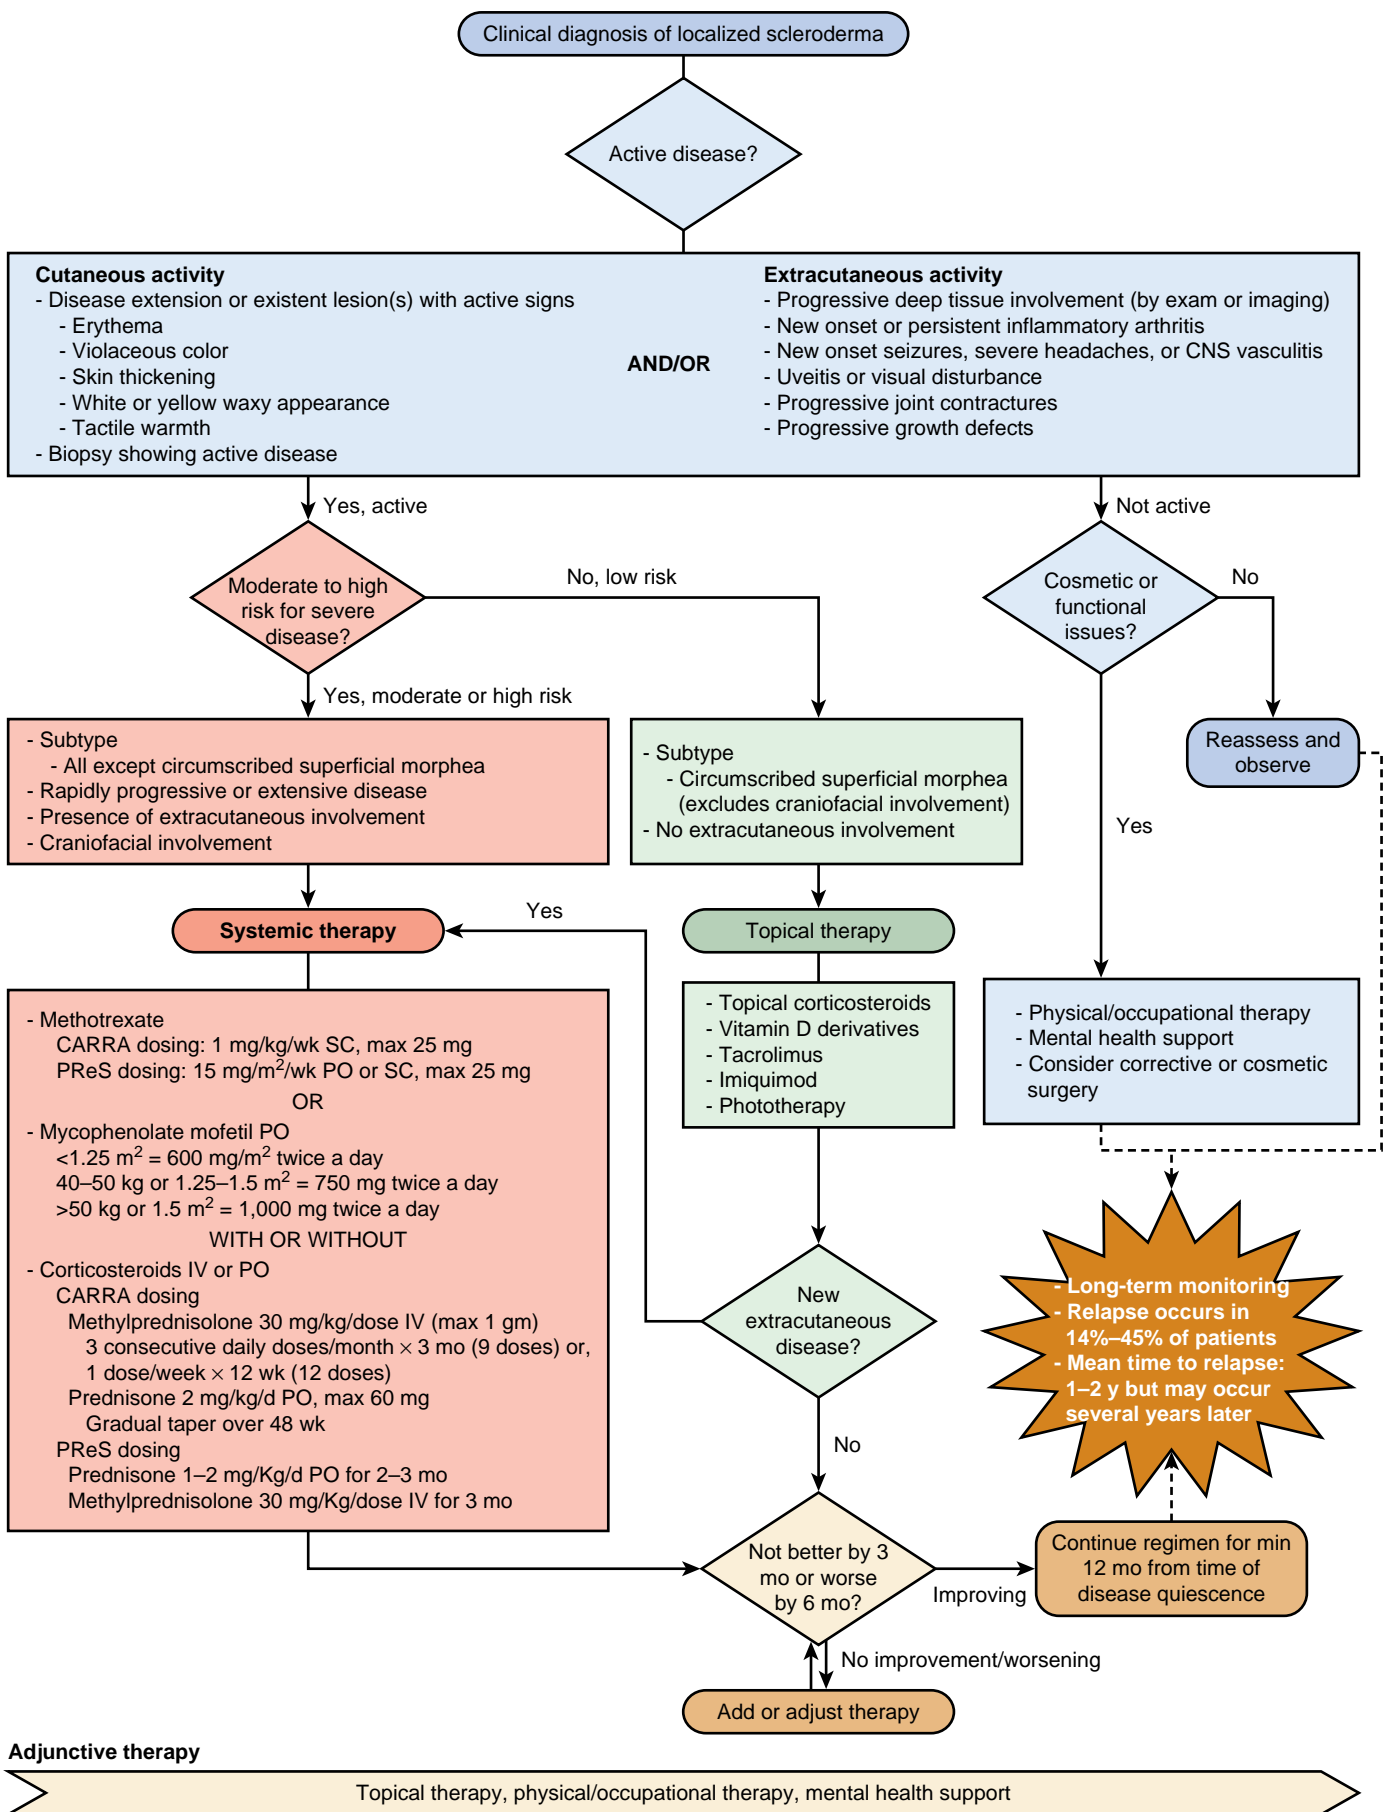 Clinical diagnosis of localized scleroderma
Active disease?
Cutaneous activity
- Disease extension or existent lesion(s) with active signs
- Erythema
- Violaceous color
- Skin thickening
- White or yellow waxy appearance
- Tactile warmth
- Biopsy showing active disease
AND/OR
Extracutaneous activity
- Progressive deep tissue involvement (by exam or imaging)
- New onset or persistent inflammatory arthritis
- New onset seizures, severe headaches, or CNS vasculitis
- Uveitis or visual disturbance
- Progressive joint contractures
- Progressive growth defects
Yes, active
Not active
Moderate to high
risk for severe
disease?
No, low risk
Cosmetic or
functional
issues?
No
Yes, moderate or high risk
- Subtype
- All except circumscribed superficial morphea
- Rapidly progressive or extensive disease
- Presence of extracutaneous involvement
- Craniofacial involvement
- Subtype
- Circumscribed superficial morphea
(excludes craniofacial involvement)
- No extracutaneous involvement
Reassess and
observe
Yes
Systemic therapy
Yes
Topical therapy
- Methotrexate
CARRA dosing: 1 mg/kg/wk SC, max 25 mg
PReS dosing: 15 mg/m²/wk PO or SC, max 25 mg
OR
- Mycophenolate mofetil PO
<1.25 m² = 600 mg/m² twice a day
40–50 kg or 1.25–1.5 m² = 750 mg twice a day
>50 kg or 1.5 m² = 1,000 mg twice a day
WITH OR WITHOUT
- Corticosteroids IV or PO
CARRA dosing
Methylprednisolone 30 mg/kg/dose IV (max 1 gm)
3 consecutive daily doses/month × 3 mo (9 doses) or,
1 dose/week × 12 wk (12 doses)
Prednisone 2 mg/kg/d PO, max 60 mg
Gradual taper over 48 wk
PReS dosing
Prednisone 1–2 mg/Kg/d PO for 2–3 mo
Methylprednisolone 30 mg/Kg/dose IV for 3 mo
- Topical corticosteroids
- Vitamin D derivatives
- Tacrolimus
- Imiquimod
- Phototherapy
- Physical/occupational therapy
- Mental health support
- Consider corrective or cosmetic
surgery
New
extracutaneous
disease?
- Long-term monitoring
- Relapse occurs in
14%–45% of patients
- Mean time to relapse:
1–2 y but may occur
several years later
No
Not better by 3
mo or worse
by 6 mo?
Improving
Continue regimen for min
12 mo from time of
disease quiescence
No improvement/worsening
Add or adjust therapy
Adjunctive therapy
Topical therapy, physical/occupational therapy, mental health support